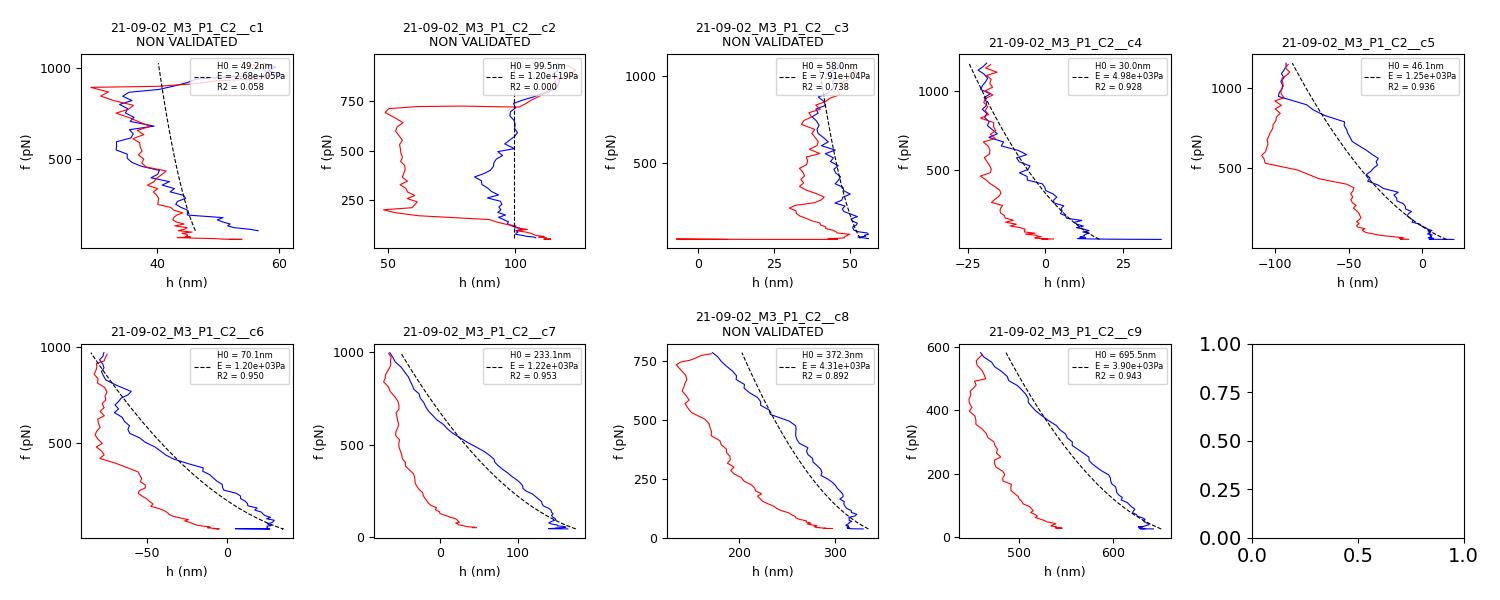 21-09-02_M3_P1_C2__c1
NON VALIDATED
H0 = 49.2nm
E = 2.68e+05Pa
R2 = 0.058
1000
500
f (pN)
40
60
h (nm)
21-09-02_M3_P1_C2__c2
NON VALIDATED
H0 = 99.5nm
E = 1.20e+19Pa
R2 = 0.000
750
500
250
f (pN)
50
100
h (nm)
21-09-02_M3_P1_C2__c3
NON VALIDATED
H0 = 58.0nm
E = 7.91e+04Pa
R2 = 0.738
1000
500
f (pN)
0
25
50
h (nm)
21-09-02_M3_P1_C2__c4
H0 = 30.0nm
E = 4.98e+03Pa
R2 = 0.928
1000
500
f (pN)
−25
0
25
h (nm)
21-09-02_M3_P1_C2__c5
H0 = 46.1nm
E = 1.25e+03Pa
R2 = 0.936
1000
500
f (pN)
−100
−50
0
h (nm)
21-09-02_M3_P1_C2__c6
H0 = 70.1nm
E = 1.20e+03Pa
R2 = 0.950
1000
500
f (pN)
−50
0
h (nm)
21-09-02_M3_P1_C2__c7
H0 = 233.1nm
E = 1.22e+03Pa
R2 = 0.953
1000
500
0
f (pN)
0
100
h (nm)
21-09-02_M3_P1_C2__c8
NON VALIDATED
H0 = 372.3nm
E = 4.31e+03Pa
R2 = 0.892
750
500
250
0
f (pN)
200
300
h (nm)
21-09-02_M3_P1_C2__c9
H0 = 695.5nm
E = 3.90e+03Pa
R2 = 0.943
600
400
200
0
f (pN)
500
600
h (nm)
1.00
0.75
0.50
0.25
0.00
0.0
0.5
1.0